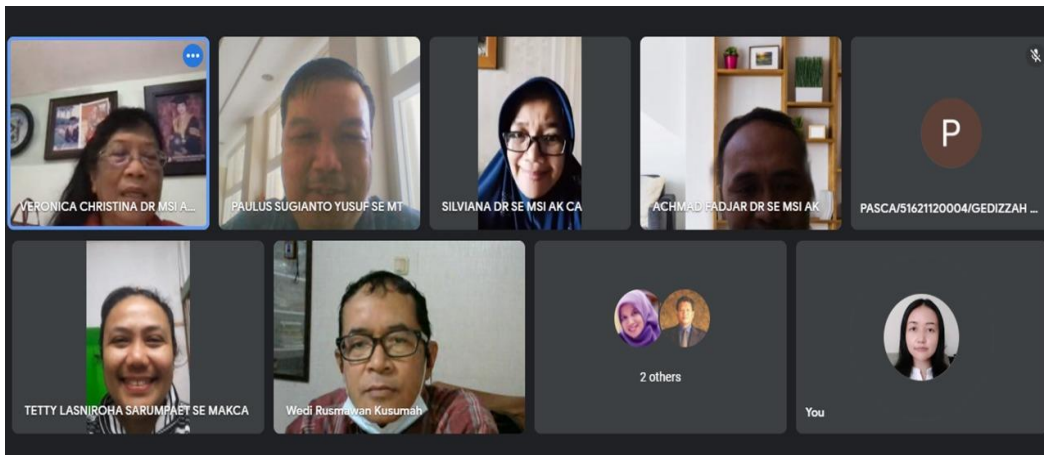 VERONICA CHRISTINA DR MSI A...
PAULUS SUGIANTO YUSUF SE MT
SILVIANA DR SE MSI AK CA
ACHMAD FADJAR DR SE MSI AK
P
PASCA/51621120004/GEDIZZAH ...
TETTY LASNIROHA SARUMPAET SE MAKCA
Wedi Rusmawan Kusumah
2 others
You